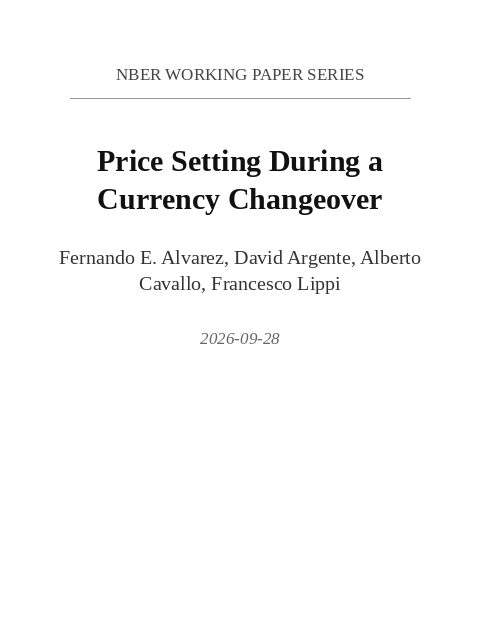 NBER WORKING PAPER SERIES
Price Setting During a
Currency Changeover
Fernando E. Alvarez, David Argente, Alberto
Cavallo, Francesco Lippi
2026-09-28